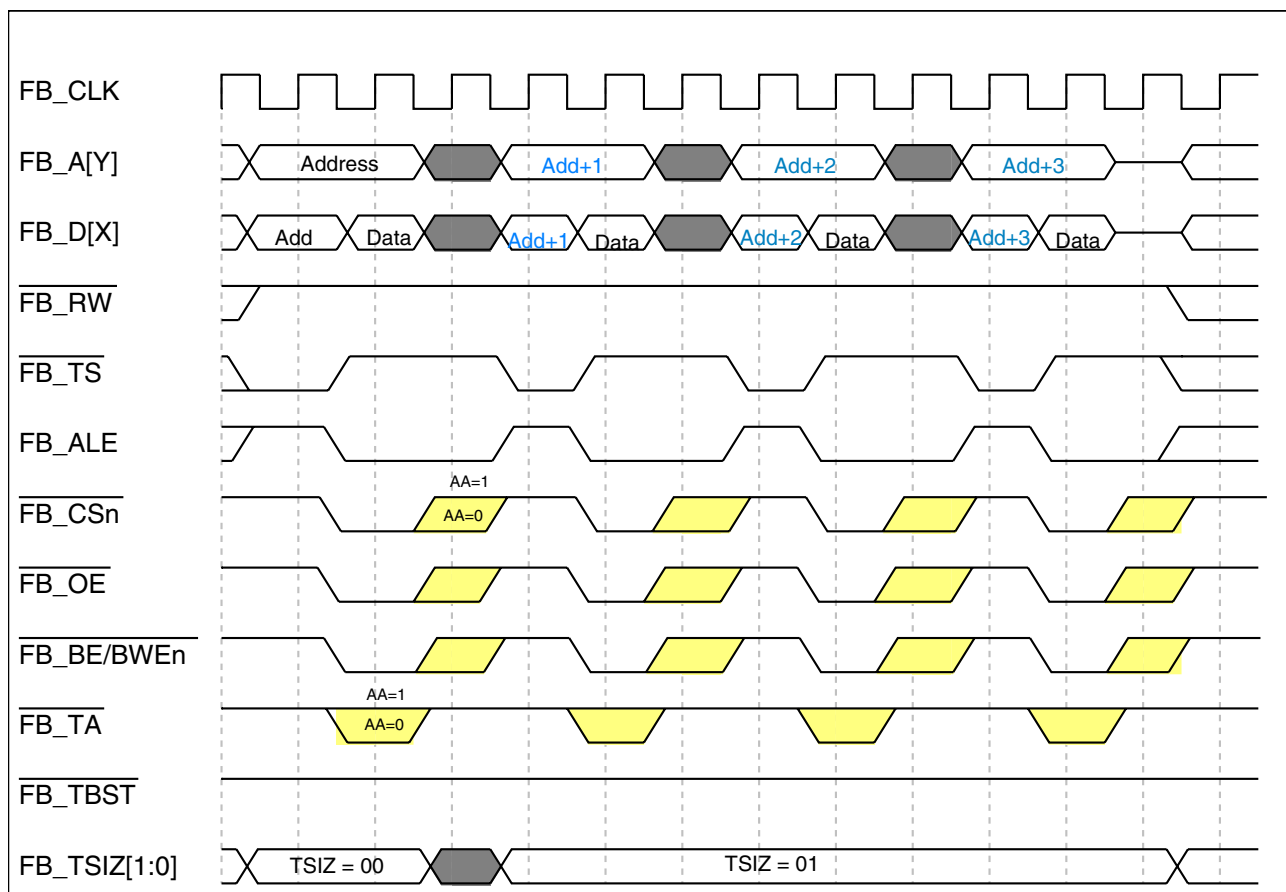 FB_CLK
FB_A[Y] Address Add+1 Add+2 Add+3
FB_D[X] Add Data Add+1 Data Add+2 Data Add+3 Data
FB_RW
FB_TS
FB_ALE
AA=1
FB_CSn AA=0
FB_OE
FB_BE/BWEn
AA=1
FB_TA AA=0
FB_TBST
FB_TSIZ[1:0] TSIZ = 00 TSIZ = 01